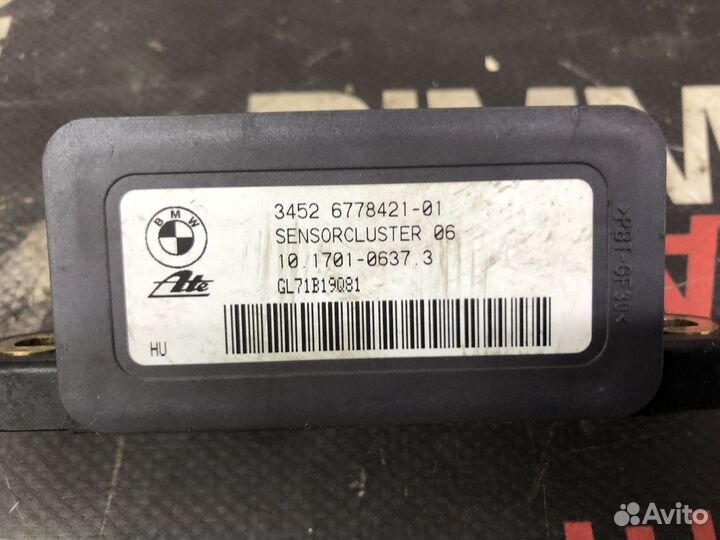 BMW
Ate
3452 6778421-01
SENSORCLUSTER 06
10.1701-0637.3
GL71B19Q81
HU
>PBT-GF30<
Avito